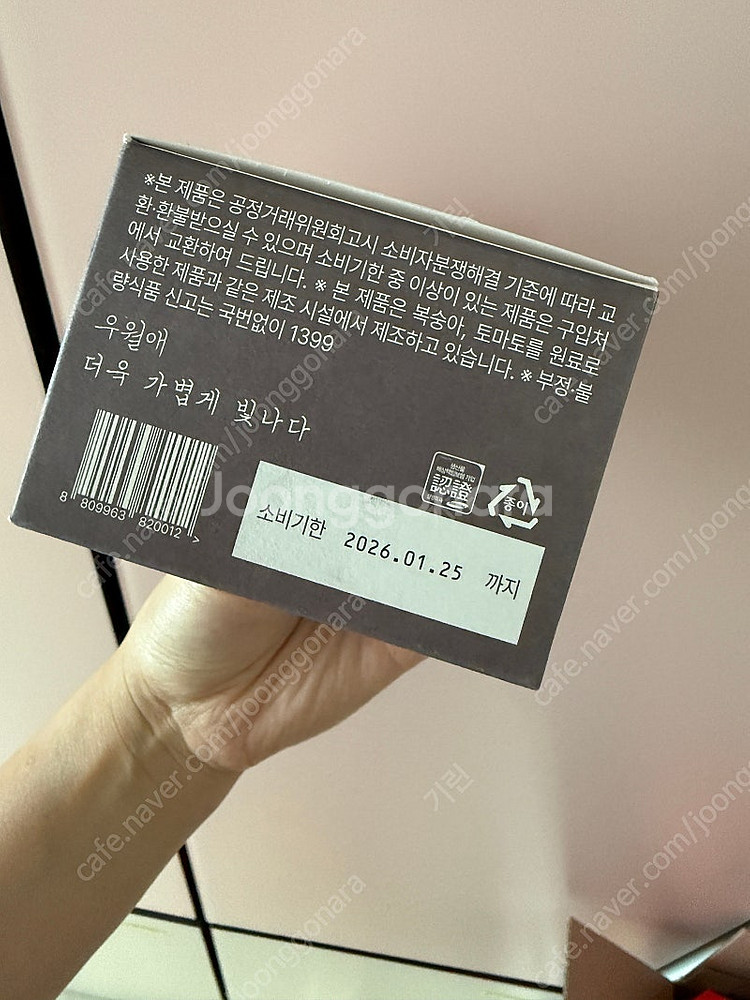 ※본 제품은 공정거래위원회고시 소비자분쟁해결 기준에 따라 교
환·환불받으실 수 있으며 소비기한 중 이상이 있는 제품은 구입처
에서 교환하여 드립니다. ※ 본 제품은 복숭아, 토마토를 원료로
사용한 제품과 같은 제조 시설에서 제조하고 있습니다. ※ 부정·불
량식품 신고는 국번없이 1399
우월애
더욱 가볍게 빛나다
8 809963 820012 >
종이
소비기한 2026.01.25 까지
Joonggonara
cafe.naver.com/joonggonara
기린